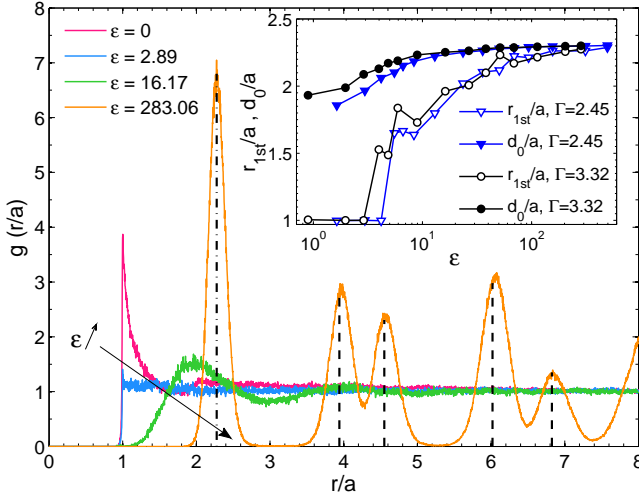 ε = 0
ε = 2.89
ε = 16.17
ε = 283.06
g (r/a)
8
7
6
5
4
3
2
1
0
ε
0 1 2 3 4 5 6 7 8
r/a
r1st/a , d0/a
2.5
2
1.5
1
r1st/a, Γ=2.45
d0/a, Γ=2.45
r1st/a, Γ=3.32
d0/a, Γ=3.32
10^0 10^1 10^2
ε